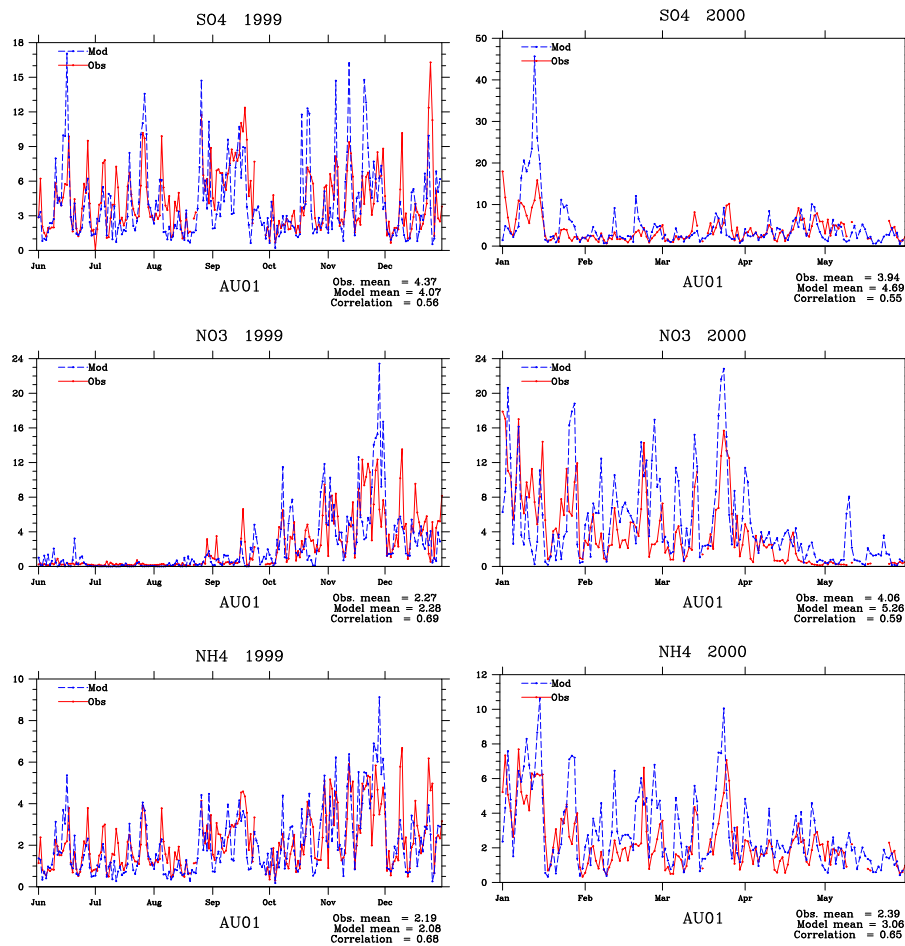 SO4 1999
18
15
12
9
6
3
0
Mod
Obs
Jun Jul Aug Sep Oct Nov Dec
AU01
Obs. mean = 4.37
Model mean = 4.07
Correlation = 0.56
SO4 2000
50
40
30
20
10
0
Mod
Obs
Jan Feb Mar Apr May
AU01
Obs. mean = 3.94
Model mean = 4.69
Correlation = 0.55
NO3 1999
24
20
16
12
8
4
0
Mod
Obs
Jun Jul Aug Sep Oct Nov Dec
AU01
Obs. mean = 2.27
Model mean = 2.28
Correlation = 0.69
NO3 2000
24
20
16
12
8
4
0
Mod
Obs
Jan Feb Mar Apr May
AU01
Obs. mean = 4.06
Model mean = 5.26
Correlation = 0.59
NH4 1999
10
8
6
4
2
0
Mod
Obs
Jun Jul Aug Sep Oct Nov Dec
AU01
Obs. mean = 2.19
Model mean = 2.08
Correlation = 0.68
NH4 2000
12
10
8
6
4
2
0
Mod
Obs
Jan Feb Mar Apr May
AU01
Obs. mean = 2.39
Model mean = 3.06
Correlation = 0.65